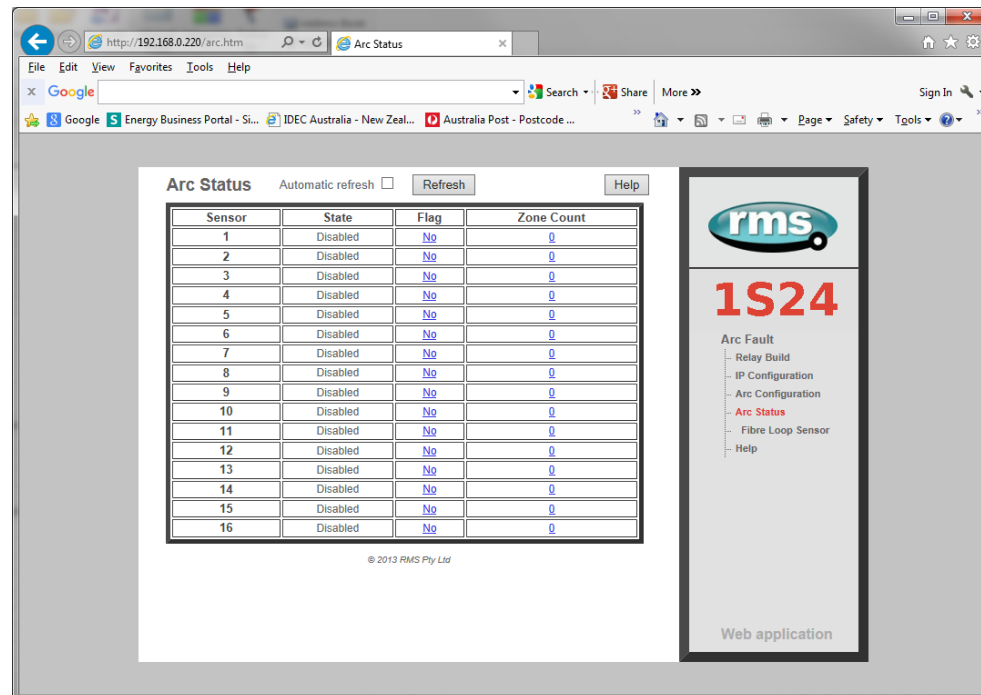 http://192.168.0.220/arc.htm
Arc Status
File Edit View Favorites Tools Help
x Google Search Share More » Sign In
Google Energy Business Portal - Si... IDEC Australia - New Zeal... Australia Post - Postcode ... » Page Safety Tools
Arc Status Automatic refresh Refresh Help
Sensor State Flag Zone Count
1 Disabled No 0
2 Disabled No 0
3 Disabled No 0
4 Disabled No 0
5 Disabled No 0
6 Disabled No 0
7 Disabled No 0
8 Disabled No 0
9 Disabled No 0
10 Disabled No 0
11 Disabled No 0
12 Disabled No 0
13 Disabled No 0
14 Disabled No 0
15 Disabled No 0
16 Disabled No 0
© 2013 RMS Pty Ltd
rms
1S24
Arc Fault
Relay Build
IP Configuration
Arc Configuration
Arc Status
Fibre Loop Sensor
Help
Web application